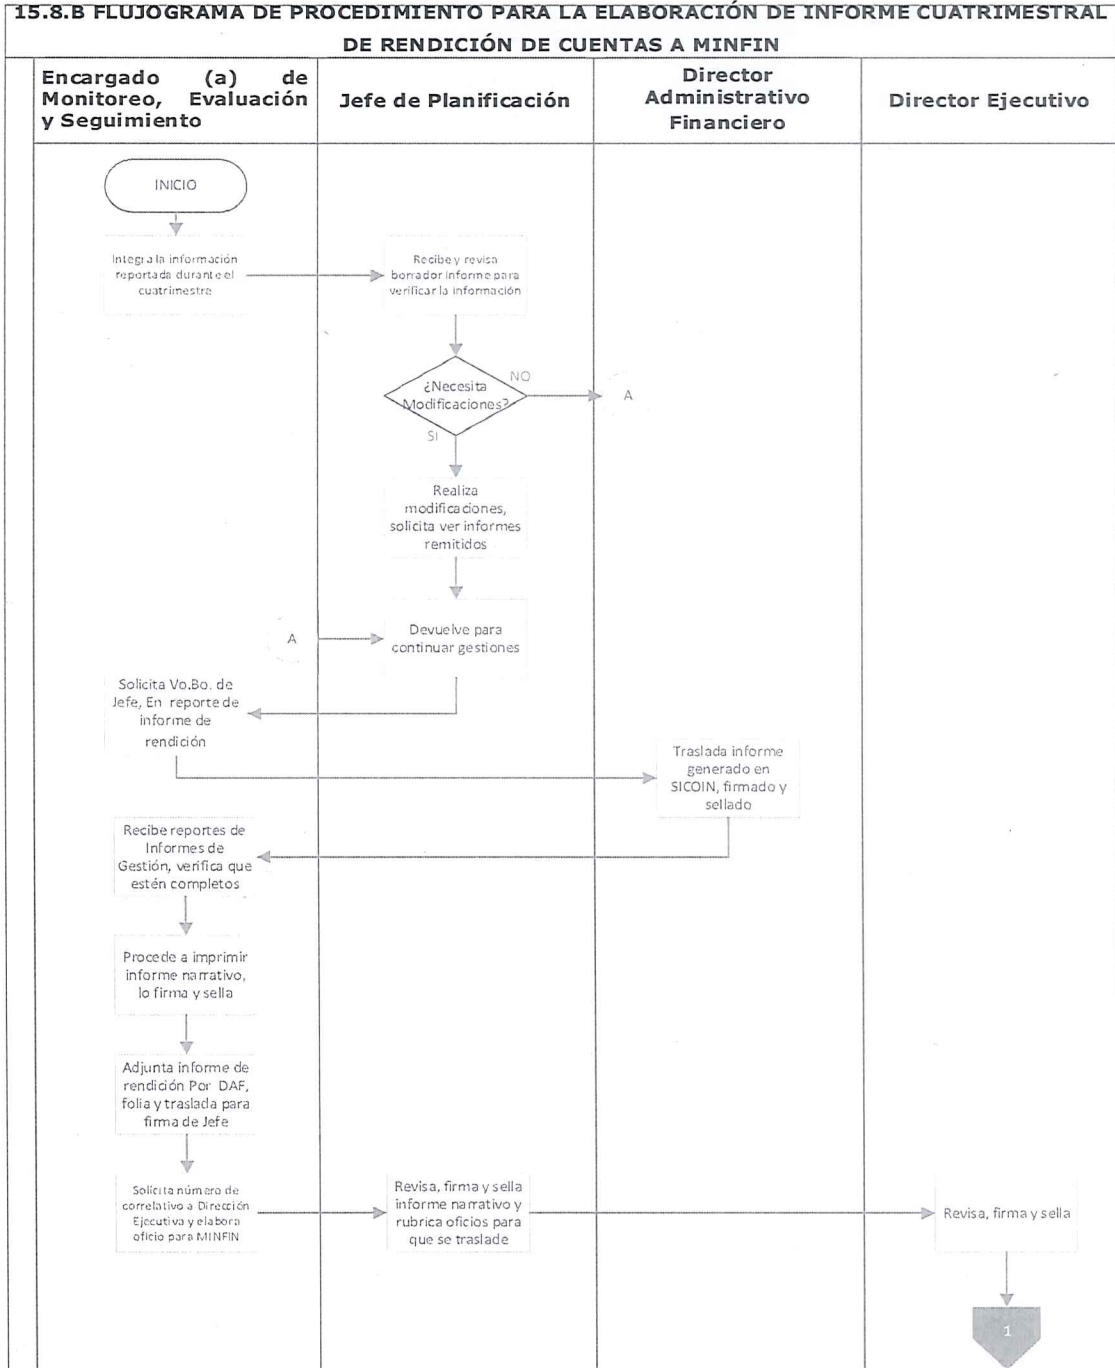 15.8.B FLUJOGRAMA DE PROCEDIMIENTO PARA LA ELABORACIÓN DE INFORME CUATRIMESTRAL
DE RENDICIÓN DE CUENTAS A MINFIN
Encargado (a) de
Monitoreo, Evaluación
y Seguimiento
Jefe de Planificación
Director
Administrativo
Financiero
Director Ejecutivo
INICIO
Integra la información
reportada durante el
cuatrimestre
Recibe y revisa
borrador informe para
verificar la información
¿Necesita
Modificaciones?
NO
A
SI
Realiza
modificaciones,
solicita ver informes
remitidos
A
Devuelve para
continuar gestiones
Solicita Vo.Bo. de
Jefe, En reporte de
informe de
rendición
Traslada informe
generado en
SICOIN, firmado y
sellado
Recibe reportes de
Informes de
Gestión, verifica que
estén completos
Procede a imprimir
informe narrativo,
lo firma y sella
Adjunta informe de
rendición Por DAF,
folia y traslada para
firma de Jefe
Solicita número de
correlativo a Dirección
Ejecutiva y elabora
oficio para MINFIN
Revisa, firma y sella
informe narrativo y
rubrica oficios para
que se traslade
Revisa, firma y sella
1